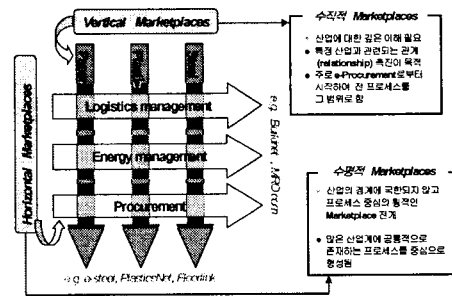 Vertical Marketplaces
수직적 Marketplaces
산업에 대한 깊은 이해 필요
특정 산업과 관련되는 관계
(relationship) 촉진이 목적
주로 e-Procurement로부터
시작하여 전 프로세스를
그 범위로 함
Horizontal Marketplaces
Logistics management
Energy management
Procurement
e.g. MRO.com
e.g. e-steel, PlasticNet, Floorlink
수평적 Marketplaces
산업의 경계에 국한되지 않고
프로세스 중심의 횡적인
Marketplace 전개
많은 산업계에 공통적으로
존재하는 프로세스를 중심으로
형성됨